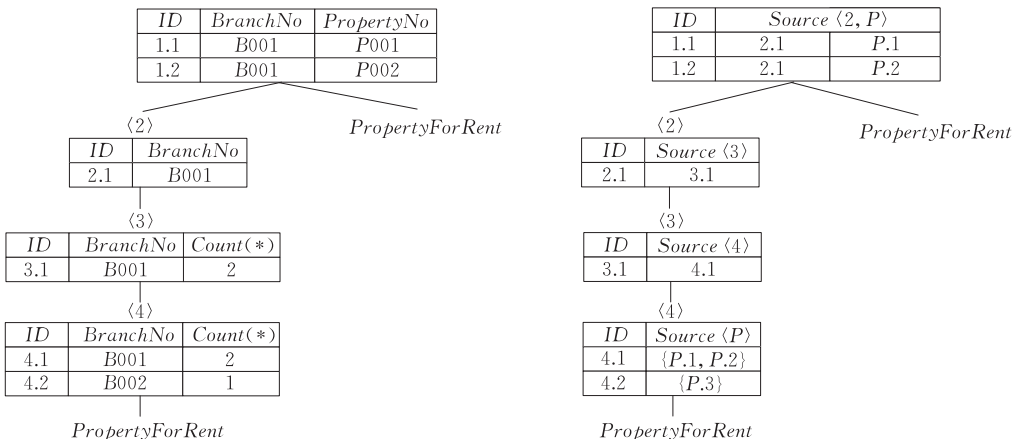 ID BranchNo PropertyNo
1.1 B001 P001
1.2 B001 P002
⟨2⟩
PropertyForRent
ID BranchNo
2.1 B001
⟨3⟩
ID BranchNo Count(*)
3.1 B001 2
⟨4⟩
ID BranchNo Count(*)
4.1 B001 2
4.2 B002 1
PropertyForRent
ID Source ⟨2, P⟩
1.1 2.1 P.1
1.2 2.1 P.2
⟨2⟩
PropertyForRent
ID Source ⟨3⟩
2.1 3.1
⟨3⟩
ID Source ⟨4⟩
3.1 4.1
⟨4⟩
ID Source ⟨P⟩
4.1 {P.1, P.2}
4.2 {P.3}
PropertyForRent